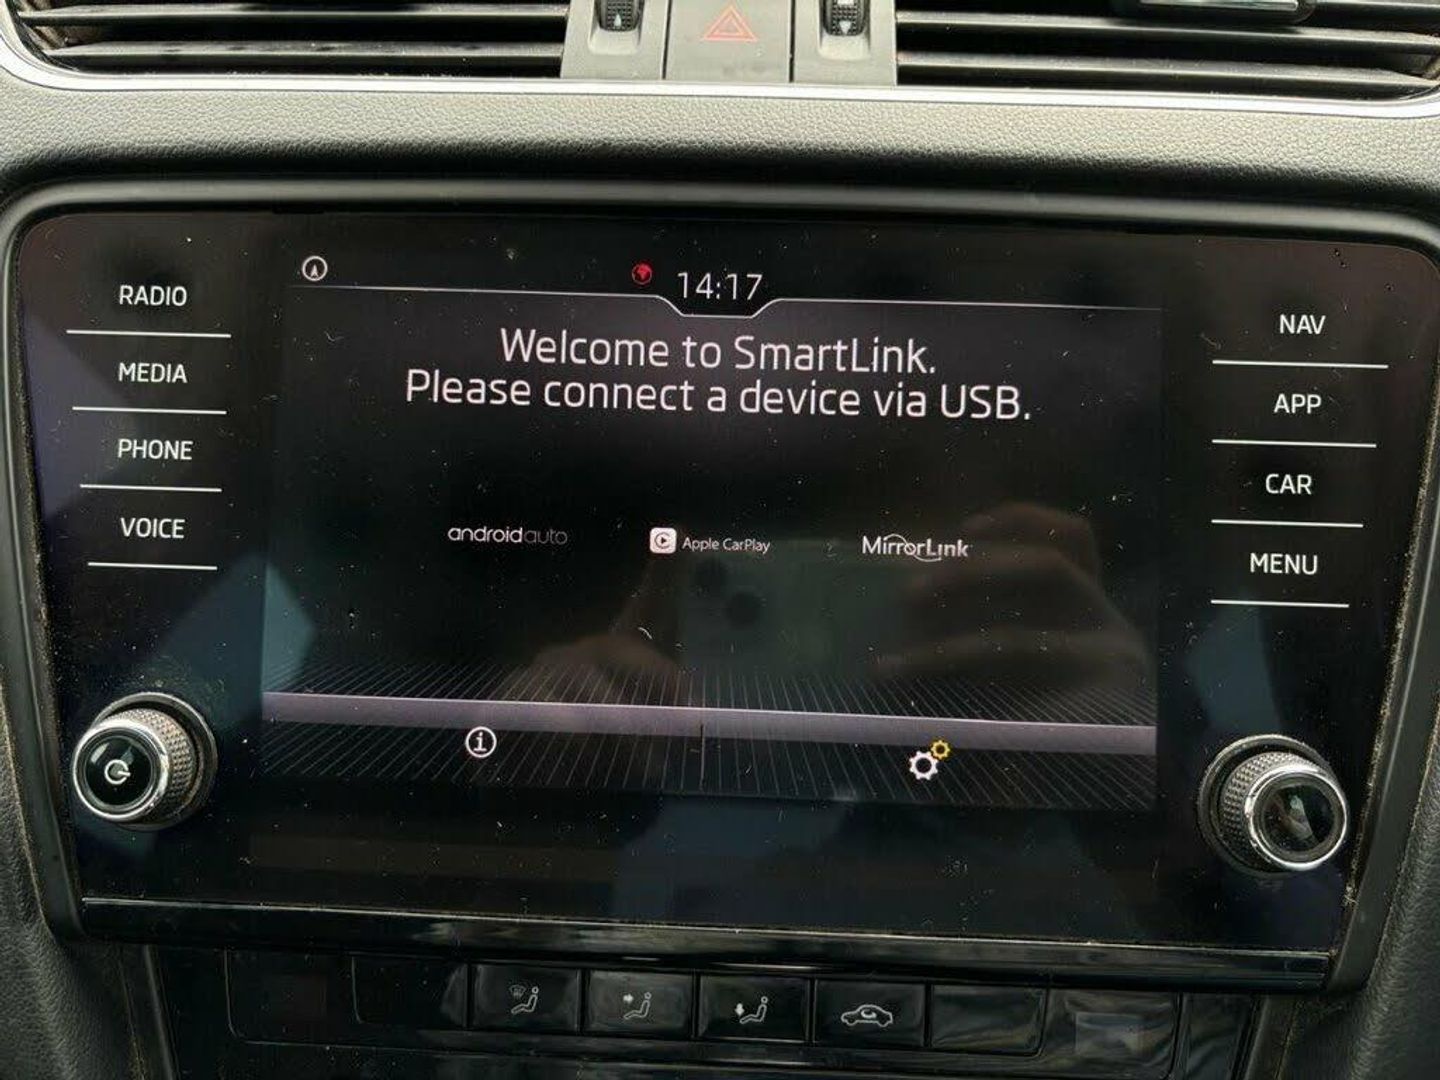 14:17
RADIO
MEDIA
PHONE
VOICE
Welcome to SmartLink.
Please connect a device via USB.
androidauto
Apple CarPlay
MirrorLink
NAV
APP
CAR
MENU